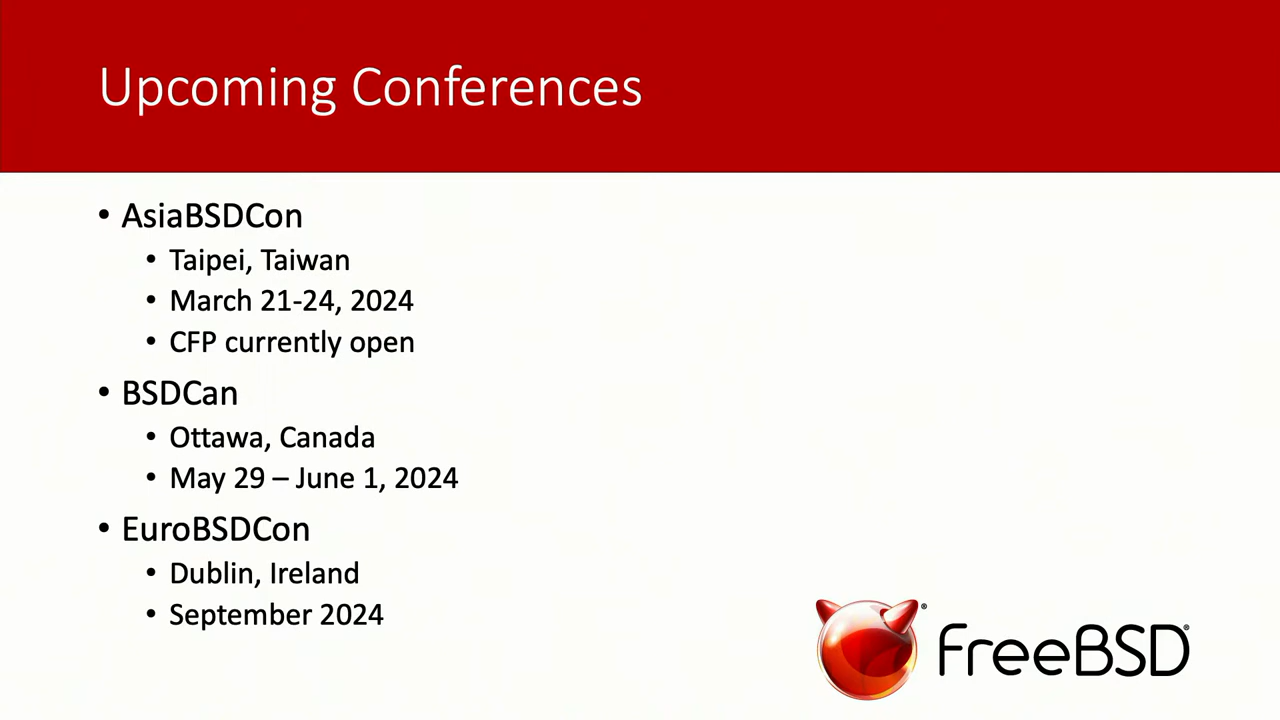 Upcoming Conferences
• AsiaBSDCon
• Taipei, Taiwan
• March 21-24, 2024
• CFP currently open
• BSDCan
• Ottawa, Canada
• May 29 – June 1, 2024
• EuroBSDCon
• Dublin, Ireland
• September 2024
FreeBSD®